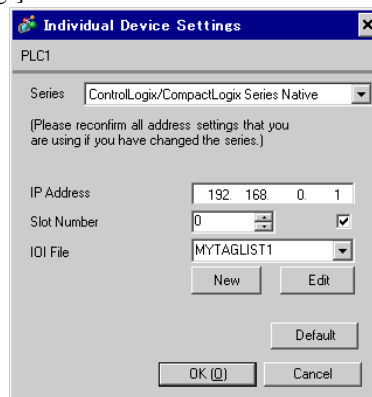 Individual Device Settings
PLC1
Series ControlLogix/CompactLogix Series Native
(Please reconfirm all address settings that you
are using if you have changed the series.)
IP Address 192. 168. 0. 1
Slot Number 0
IOI File MYTAGLIST1
New Edit
Default
OK (O) Cancel